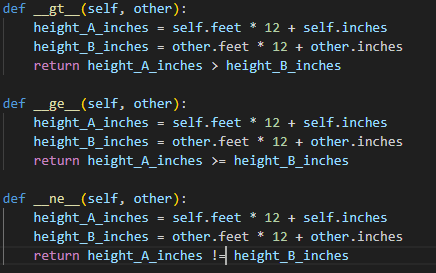 def __gt__(self, other):
    height_A_inches = self.feet * 12 + self.inches
    height_B_inches = other.feet * 12 + other.inches
    return height_A_inches > height_B_inches
def __ge__(self, other):
    height_A_inches = self.feet * 12 + self.inches
    height_B_inches = other.feet * 12 + other.inches
    return height_A_inches >= height_B_inches
def __ne__(self, other):
    height_A_inches = self.feet * 12 + self.inches
    height_B_inches = other.feet * 12 + other.inches
    return height_A_inches != height_B_inches